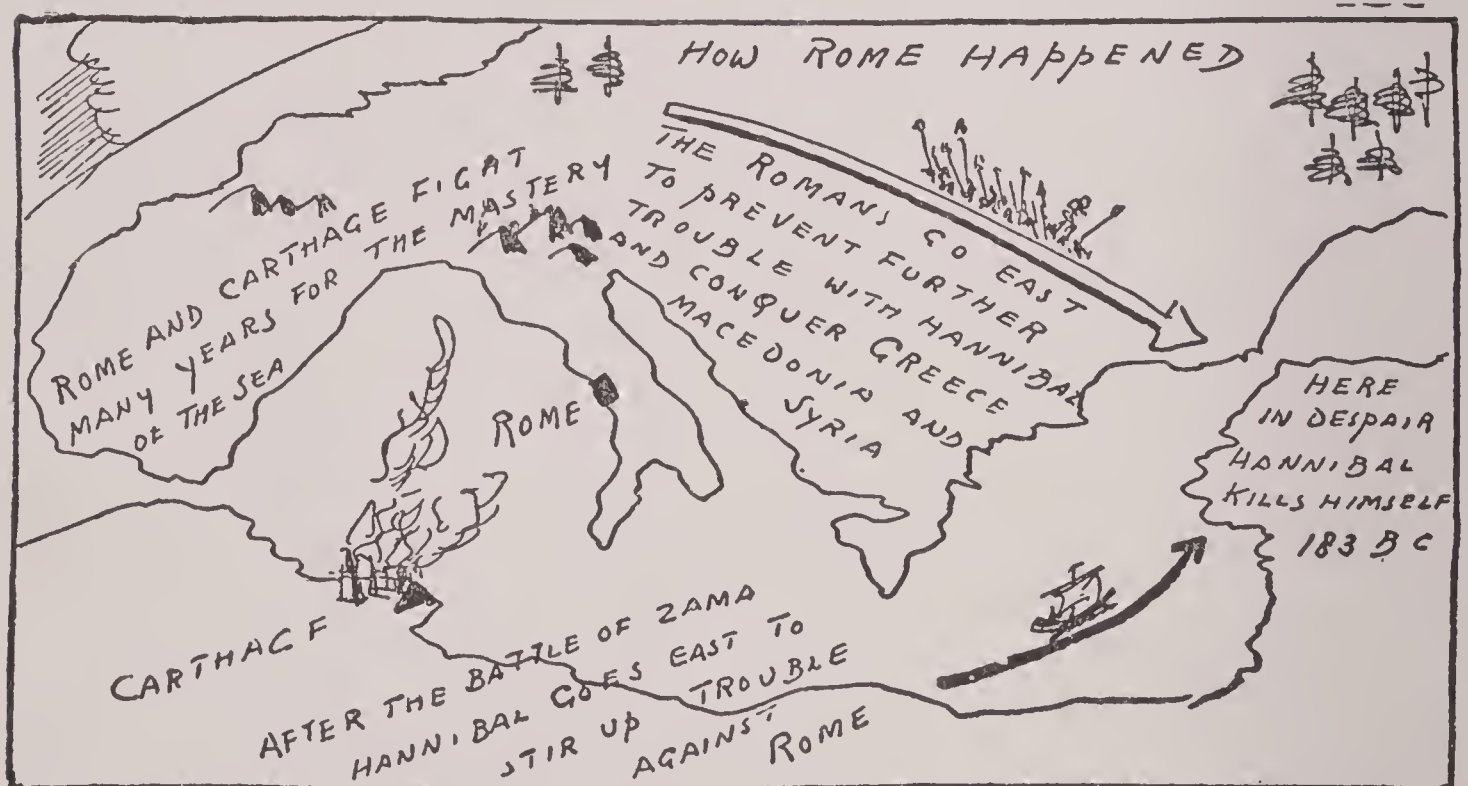 HOW ROME HAPPENED
ROME AND CARTHAGE FIGAT
MANY YEARS FOR THE MASTERY
OF THE SEA
THE ROMANS GO EAST
TO PREVENT FURTHER
TROUBLE WITH HANNIBAL
AND CONQUER GREECE
MACEDONIA AND
SYRIA
ROME
HERE
IN DESPAIR
HANNIBAL
KILLS HIMSELF
183 BC
CARTHAGE
AFTER THE BATTLE OF ZAMA
HANNIBAL GOES EAST TO
STIR UP TROUBLE
AGAINST
ROME